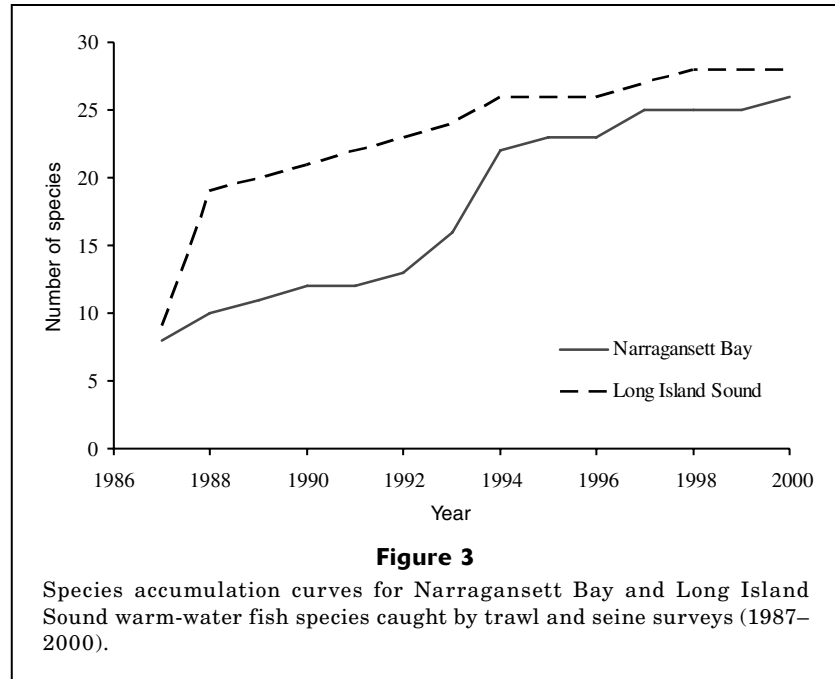 30
25
20
15
10
5
0
Number of species
Narragansett Bay
Long Island Sound
1986 1988 1990 1992 1994 1996 1998 2000
Year
Figure 3
Species accumulation curves for Narragansett Bay and Long Island
Sound warm-water fish species caught by trawl and seine surveys (1987–
2000).